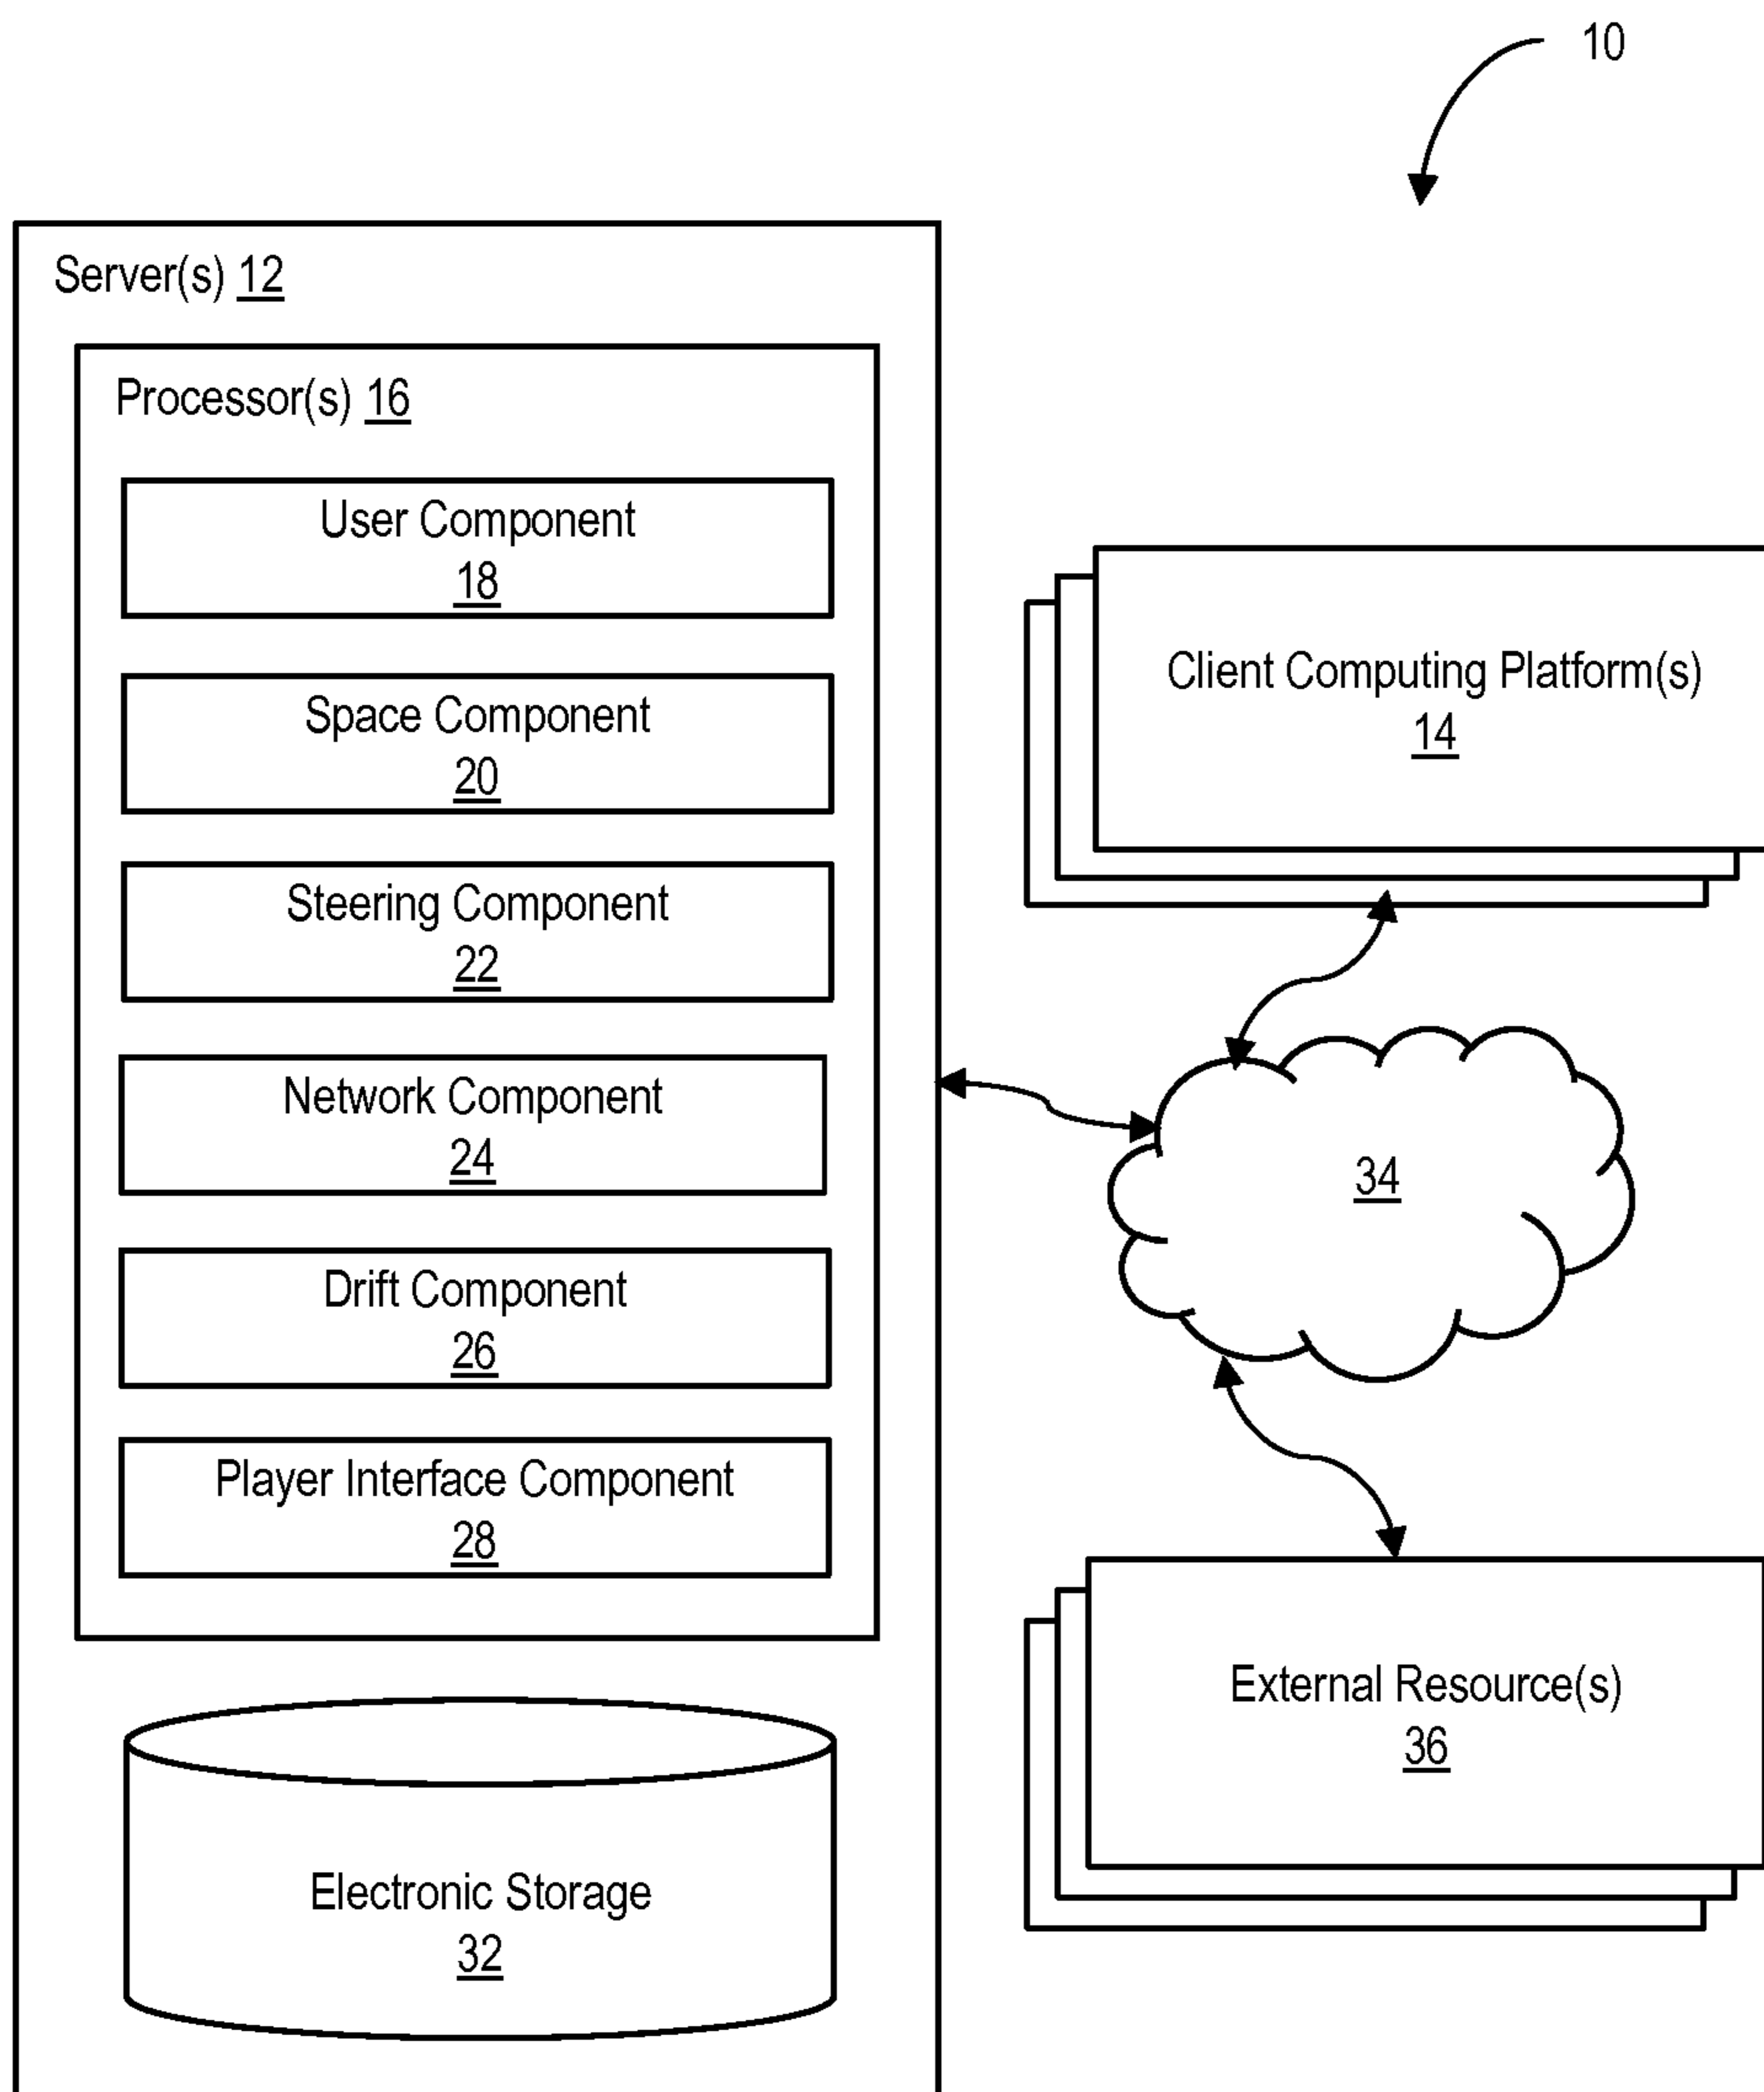 10
Server(s) 12
Processor(s) 16
User Component
18
Space Component
20
Steering Component
22
Network Component
24
Drift Component
26
Player Interface Component
28
Electronic Storage
32
Client Computing Platform(s)
14
34
External Resource(s)
36